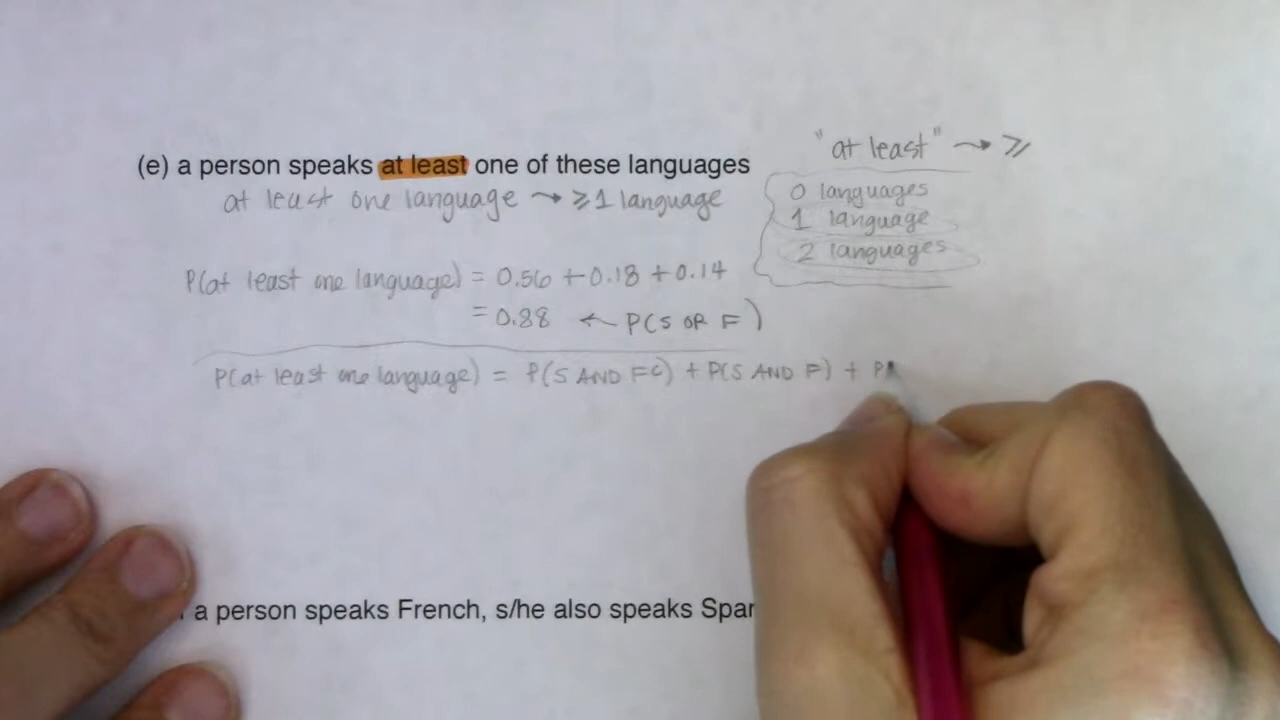 (e) a person speaks at least one of these languages
at least one language → ≥1 language
"at least" → ≥
0 languages
1 language
2 languages
P(at least one language) = 0.56 + 0.18 + 0.14
= 0.88 ← P(S OR F)
P(at least one language) = P(S AND FC) + P(S AND F) + P
a person speaks French, s/he also speaks